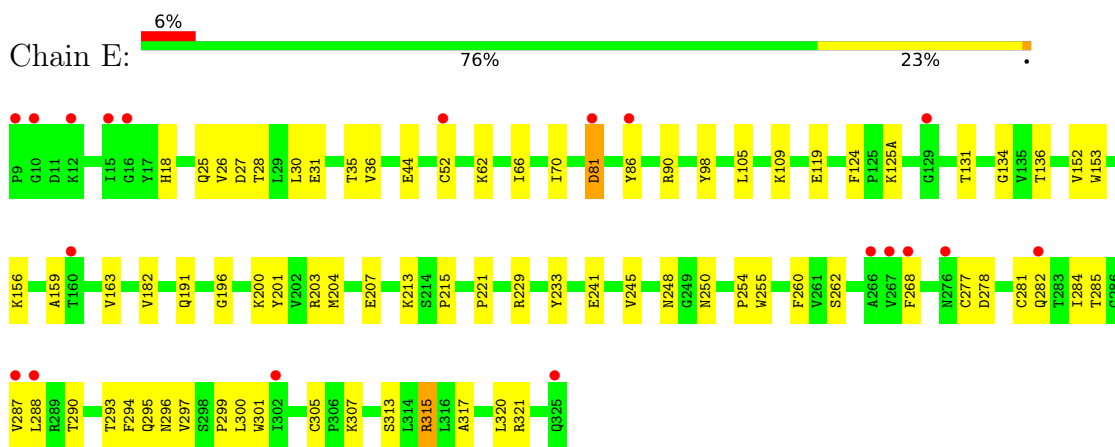 6%
Chain E:
76% 23% •
P9 G10 D11 K12 I15 G16 Y17 H18 Q25 V26 D27 T28 L29 L30 E31 T35 V36 E44 C52 K62 I66 I70 D81 Y86 R90 Y98 L105 K109 E119 F124 P125 K125A G129 T131 G134 V135 T136 V152 W153
K156 A159 T160 V163 V182 Q191 G196 K200 Y201 V202 R203 M204 E207 K213 S214 P215 P221 R229 Y233 E241 V245 N248 G249 N250 P254 W255 F260 V261 S262 A266 V267 F268 N276 C277 D278 C281 Q282 T283 T284 T285 G286
V287 L288 R289 T290 T293 F294 Q295 N296 V297 S298 P299 L300 W301 I302 C305 P306 K307 S313 L314 R315 L316 A317 L320 R321 Q325